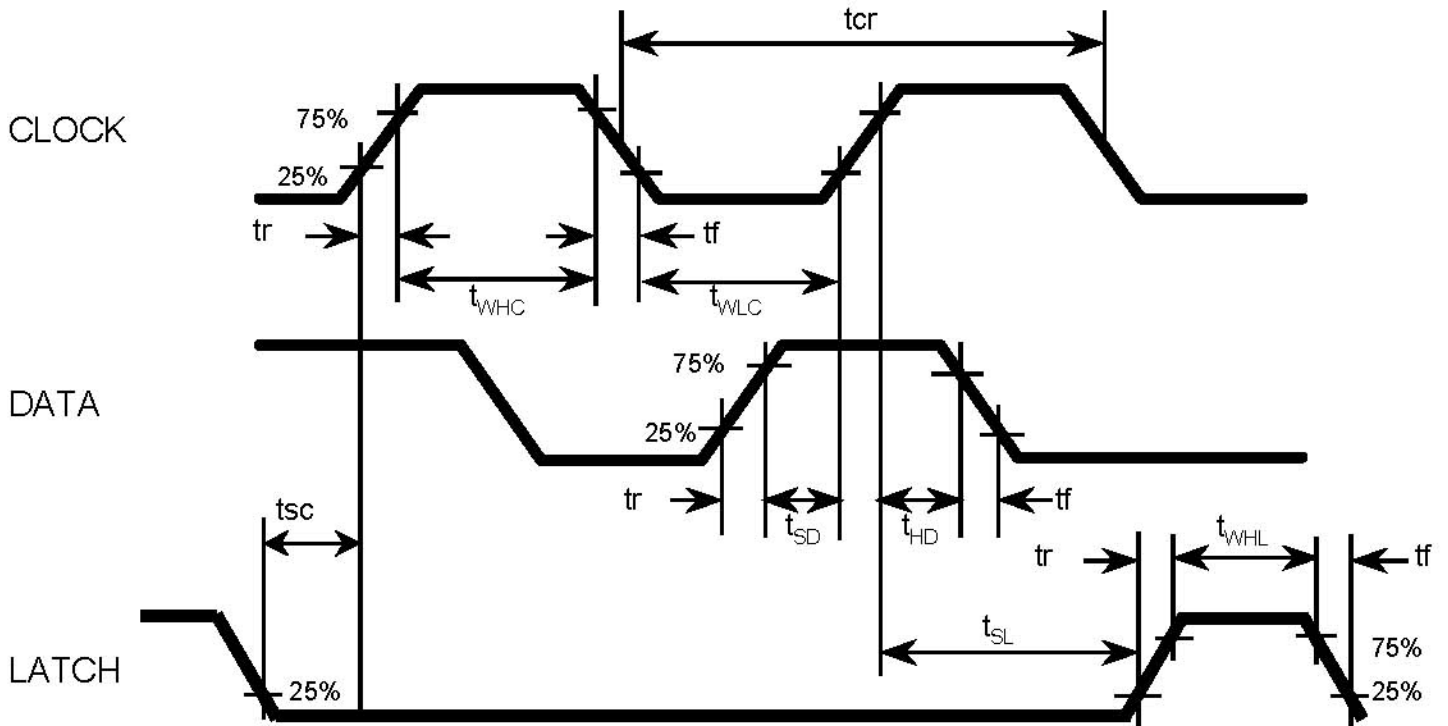 tcr
CLOCK
75%
25%
tr
tf
tWHC
tWLC
DATA
75%
25%
tr
tSD
tHD
tf
tsc
tWHL
tr
tf
tSL
LATCH
25%
75%
25%